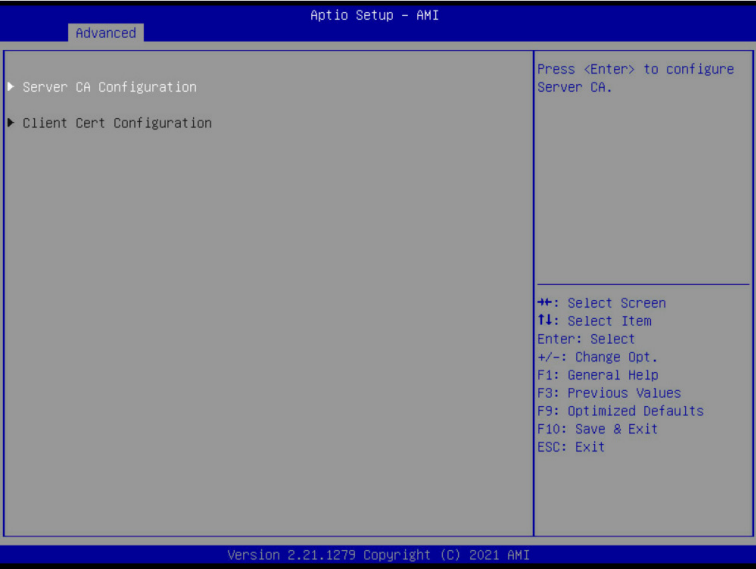 Aptio Setup – AMI
Advanced
▶ Server CA Configuration
▶ Client Cert Configuration
Press <Enter> to configure
Server CA.
→←: Select Screen
↑↓: Select Item
Enter: Select
+/-: Change Opt.
F1: General Help
F3: Previous Values
F9: Optimized Defaults
F10: Save & Exit
ESC: Exit
Version 2.21.1279 Copyright (C) 2021 AMI